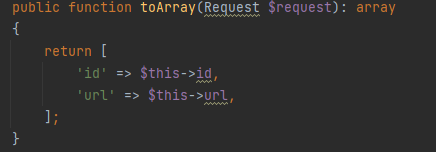 public function toArray(Request $request): array
{
    return [
        'id' => $this->id,
        'url' => $this->url,
    ];
}